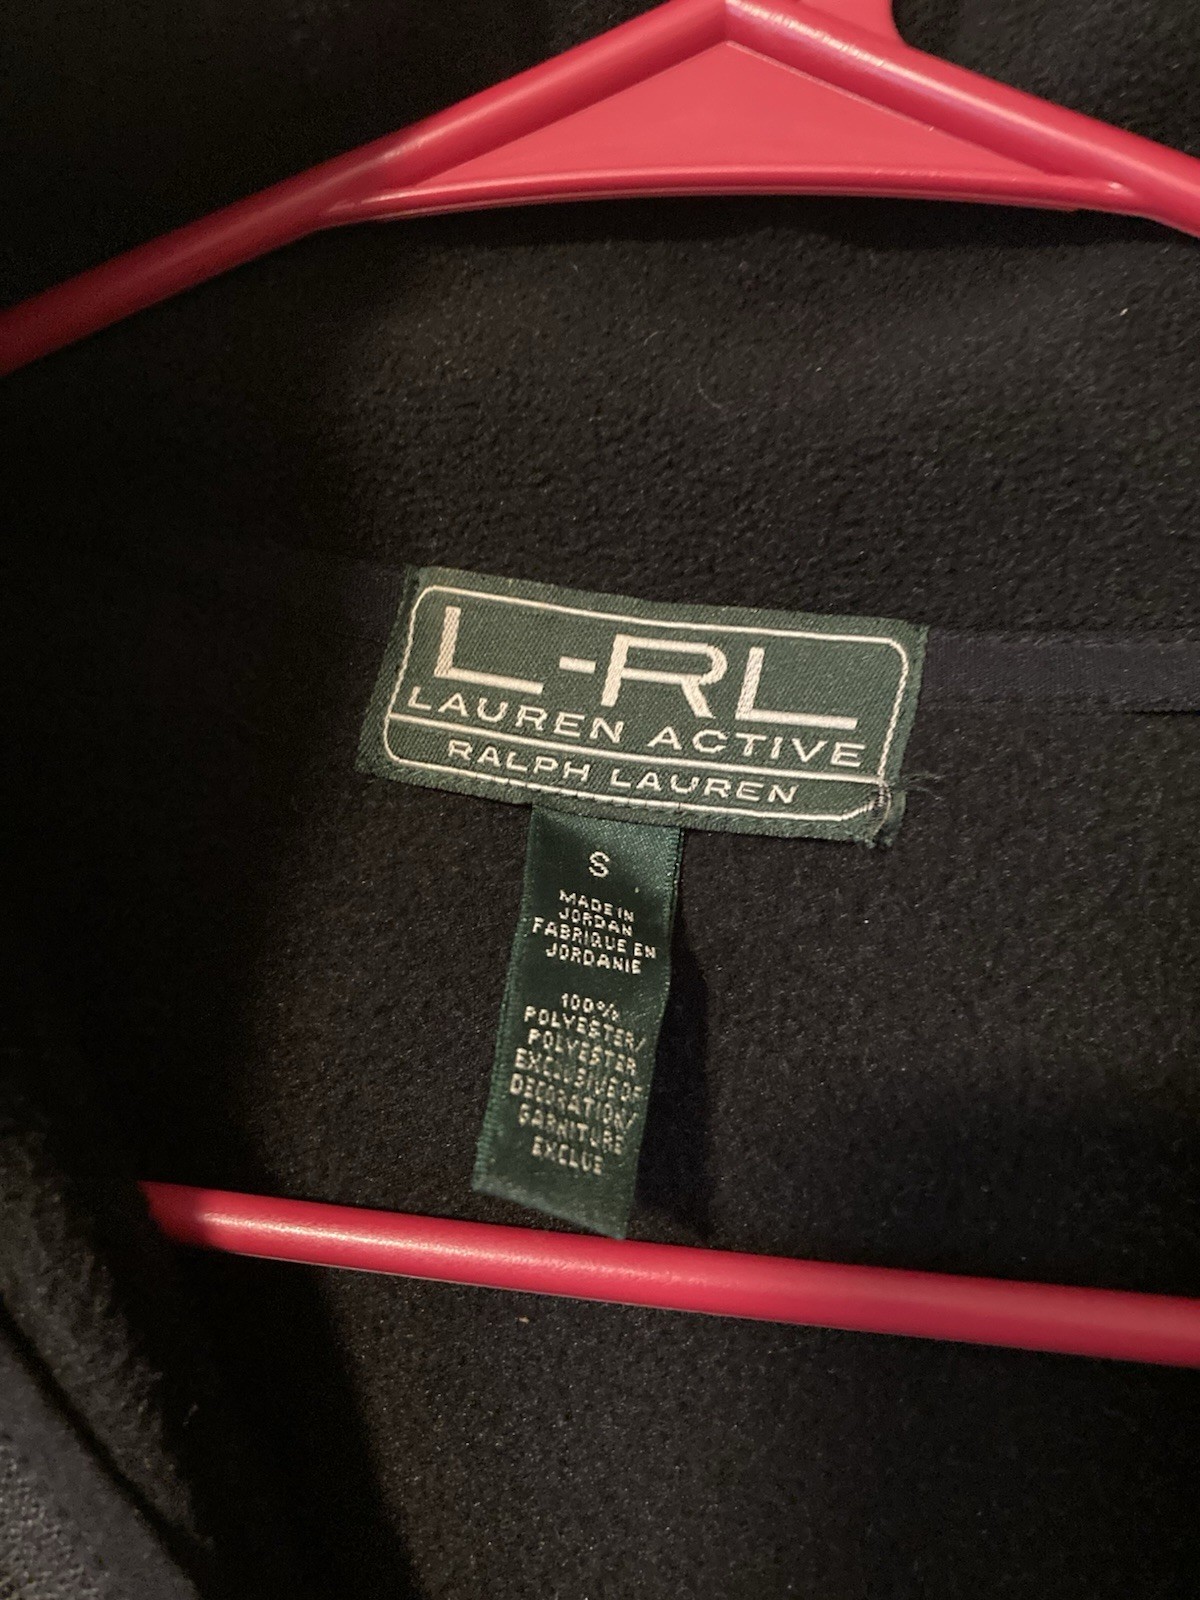 L-RL
LAUREN ACTIVE
RALPH LAUREN
S
MADE IN
JORDAN
FABRIQUE EN
JORDANIE
100%
POLYESTER/
POLYESTER
EXCLUSIVE OF
DECORATION/
GARNITURE
EXCLUE